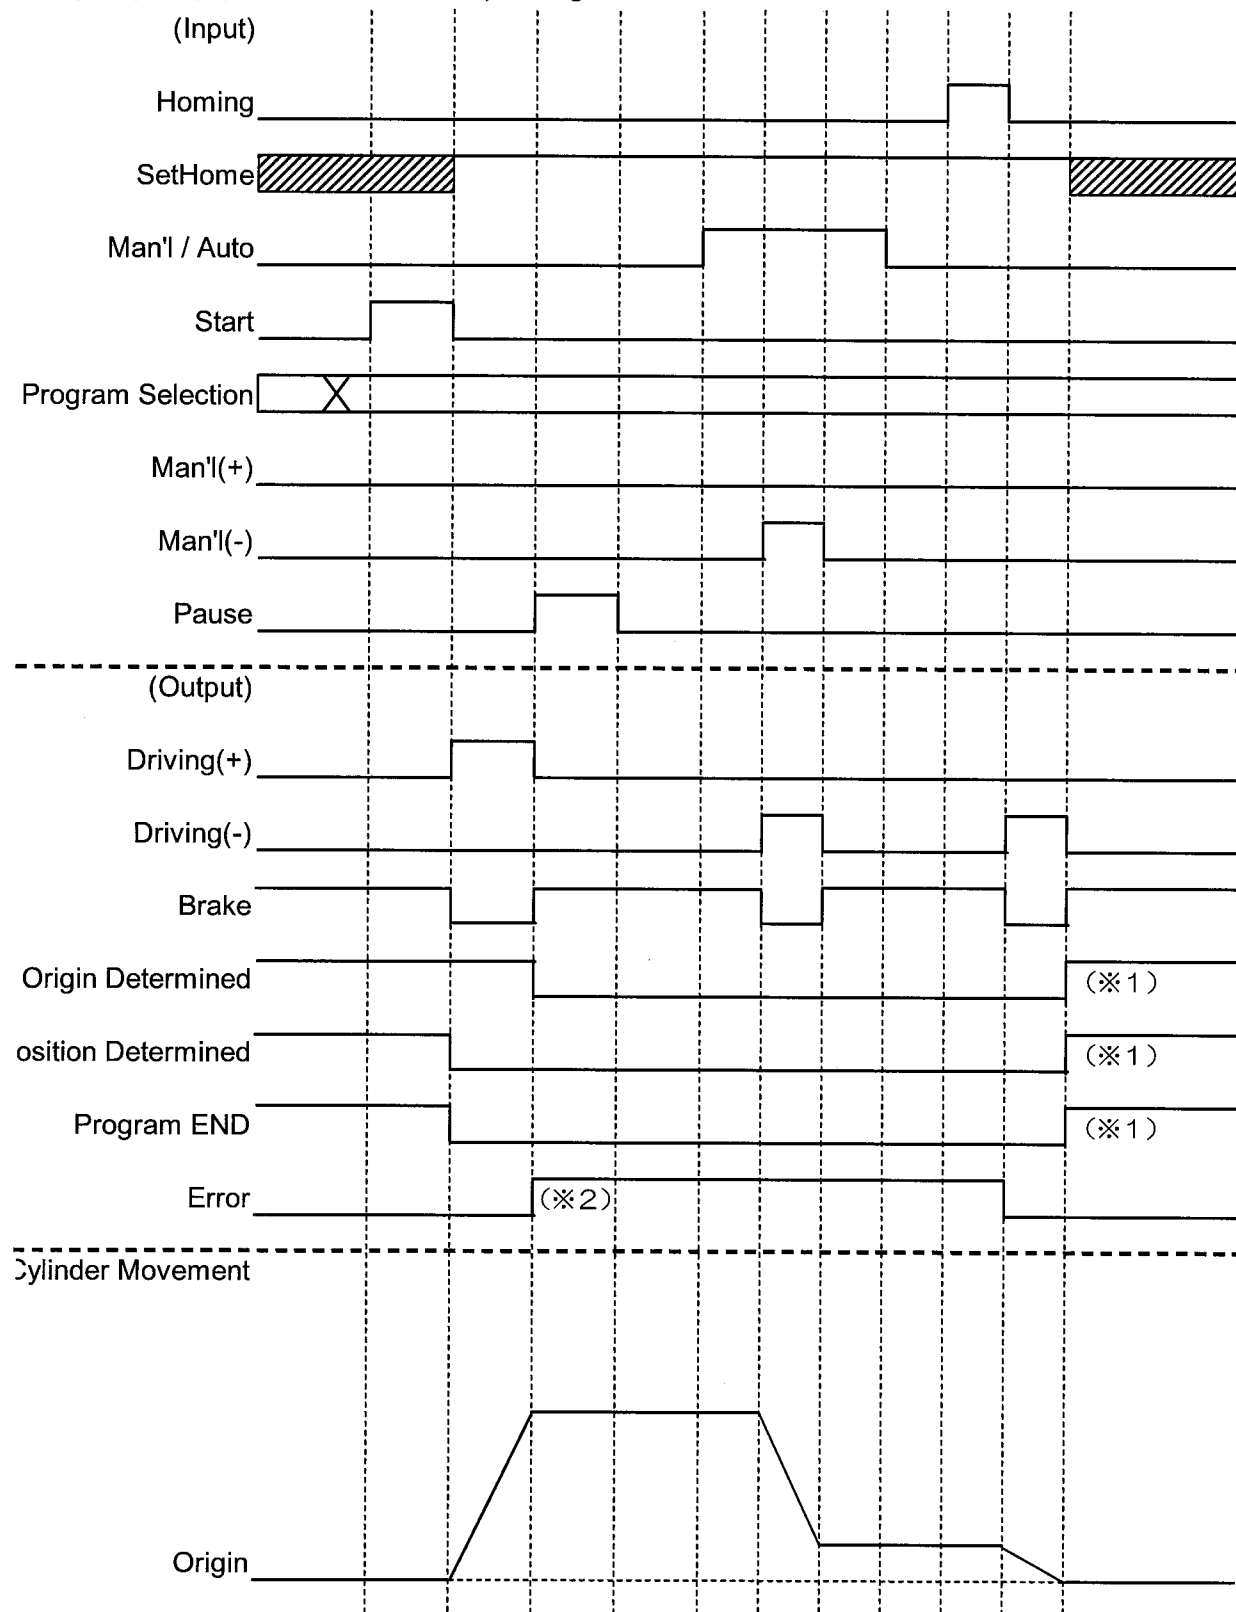 (Input)
Homing
SetHome
Man'l / Auto
Start
Program Selection
Man'l(+)
Man'l(-)
Pause
(Output)
Driving(+)
Driving(-)
Brake
Origin Determined
(※1)
osition Determined
(※1)
Program END
(※1)
Error
(※2)
Cylinder Movement
Origin